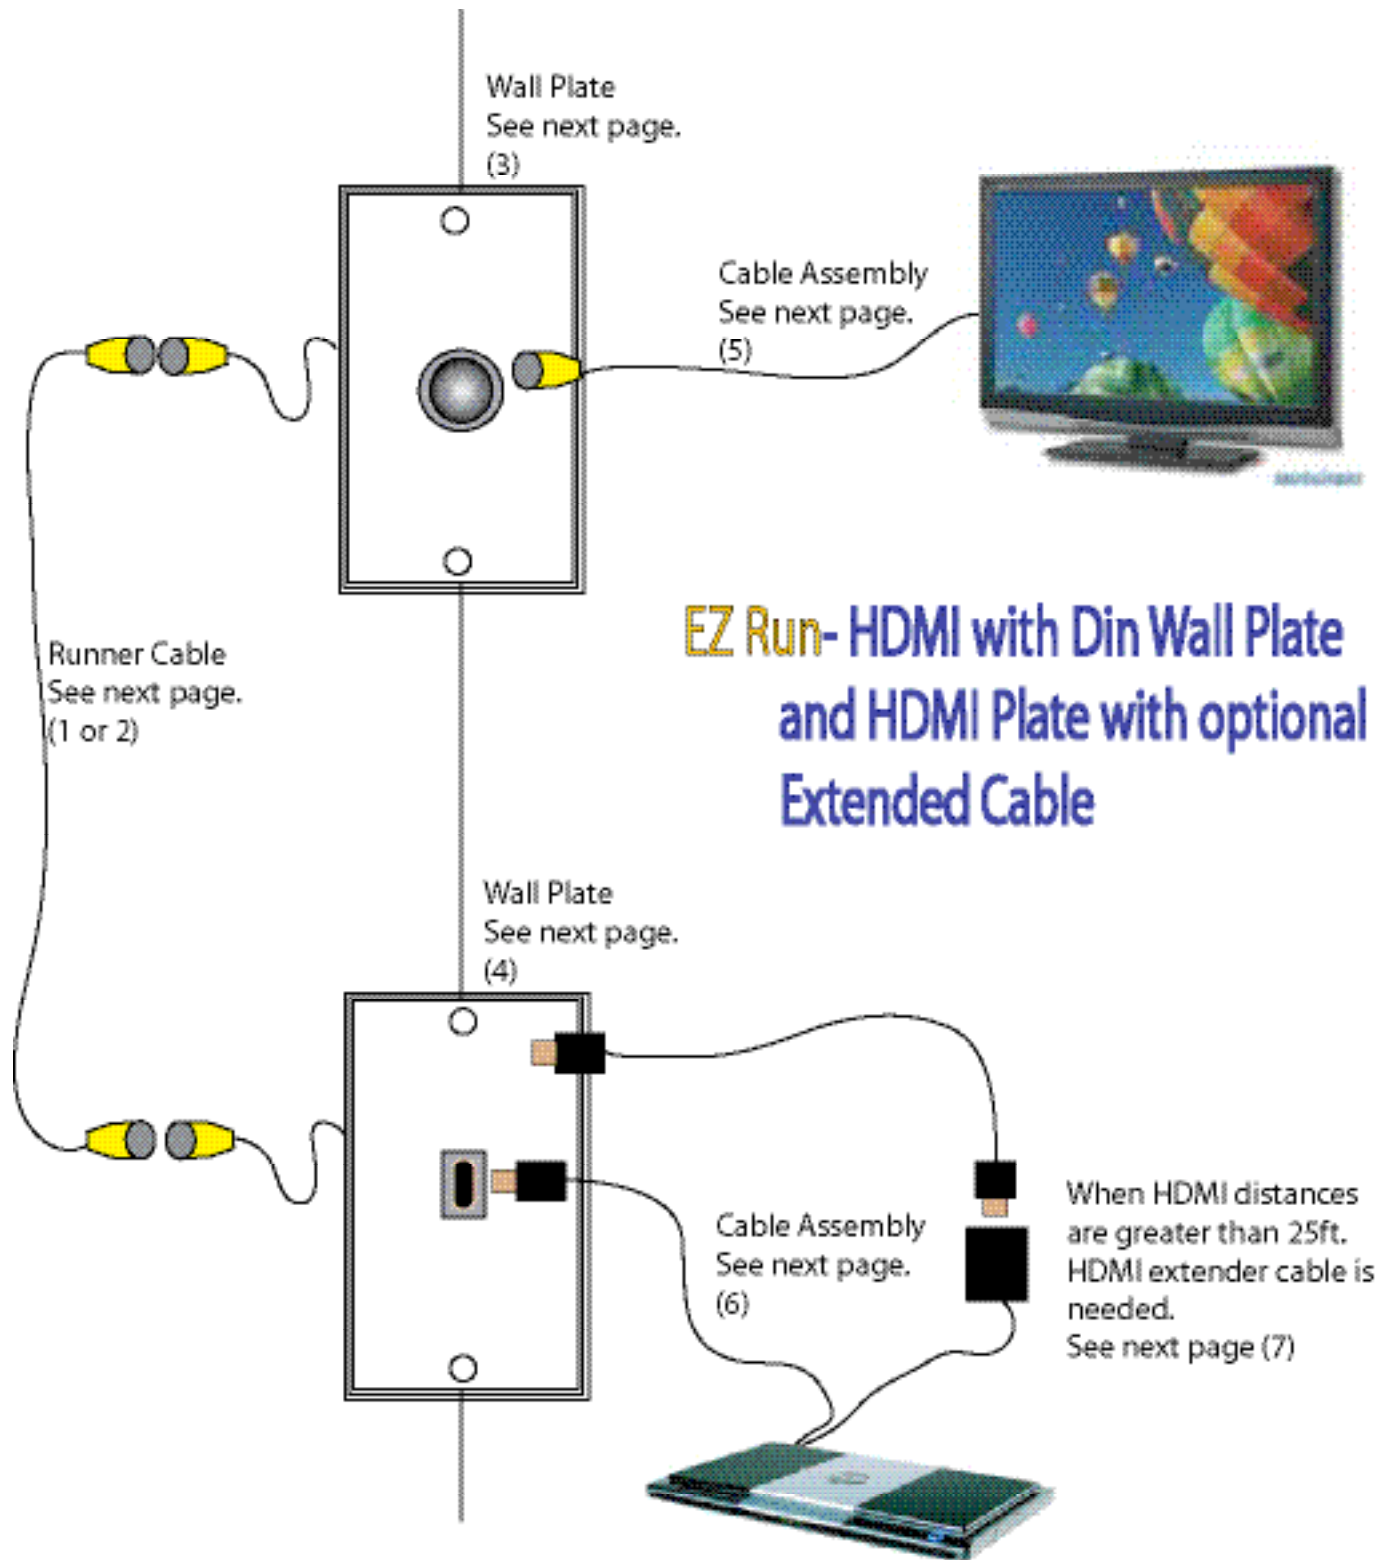 Wall Plate
See next page.
(3)
Cable Assembly
See next page.
(5)
EZ Run- HDMI with Din Wall Plate
and HDMI Plate with optional
Extended Cable
Runner Cable
See next page.
(1 or 2)
Wall Plate
See next page.
(4)
Cable Assembly
See next page.
(6)
When HDMI distances
are greater than 25ft.
HDMI extender cable is
needed.
See next page (7)